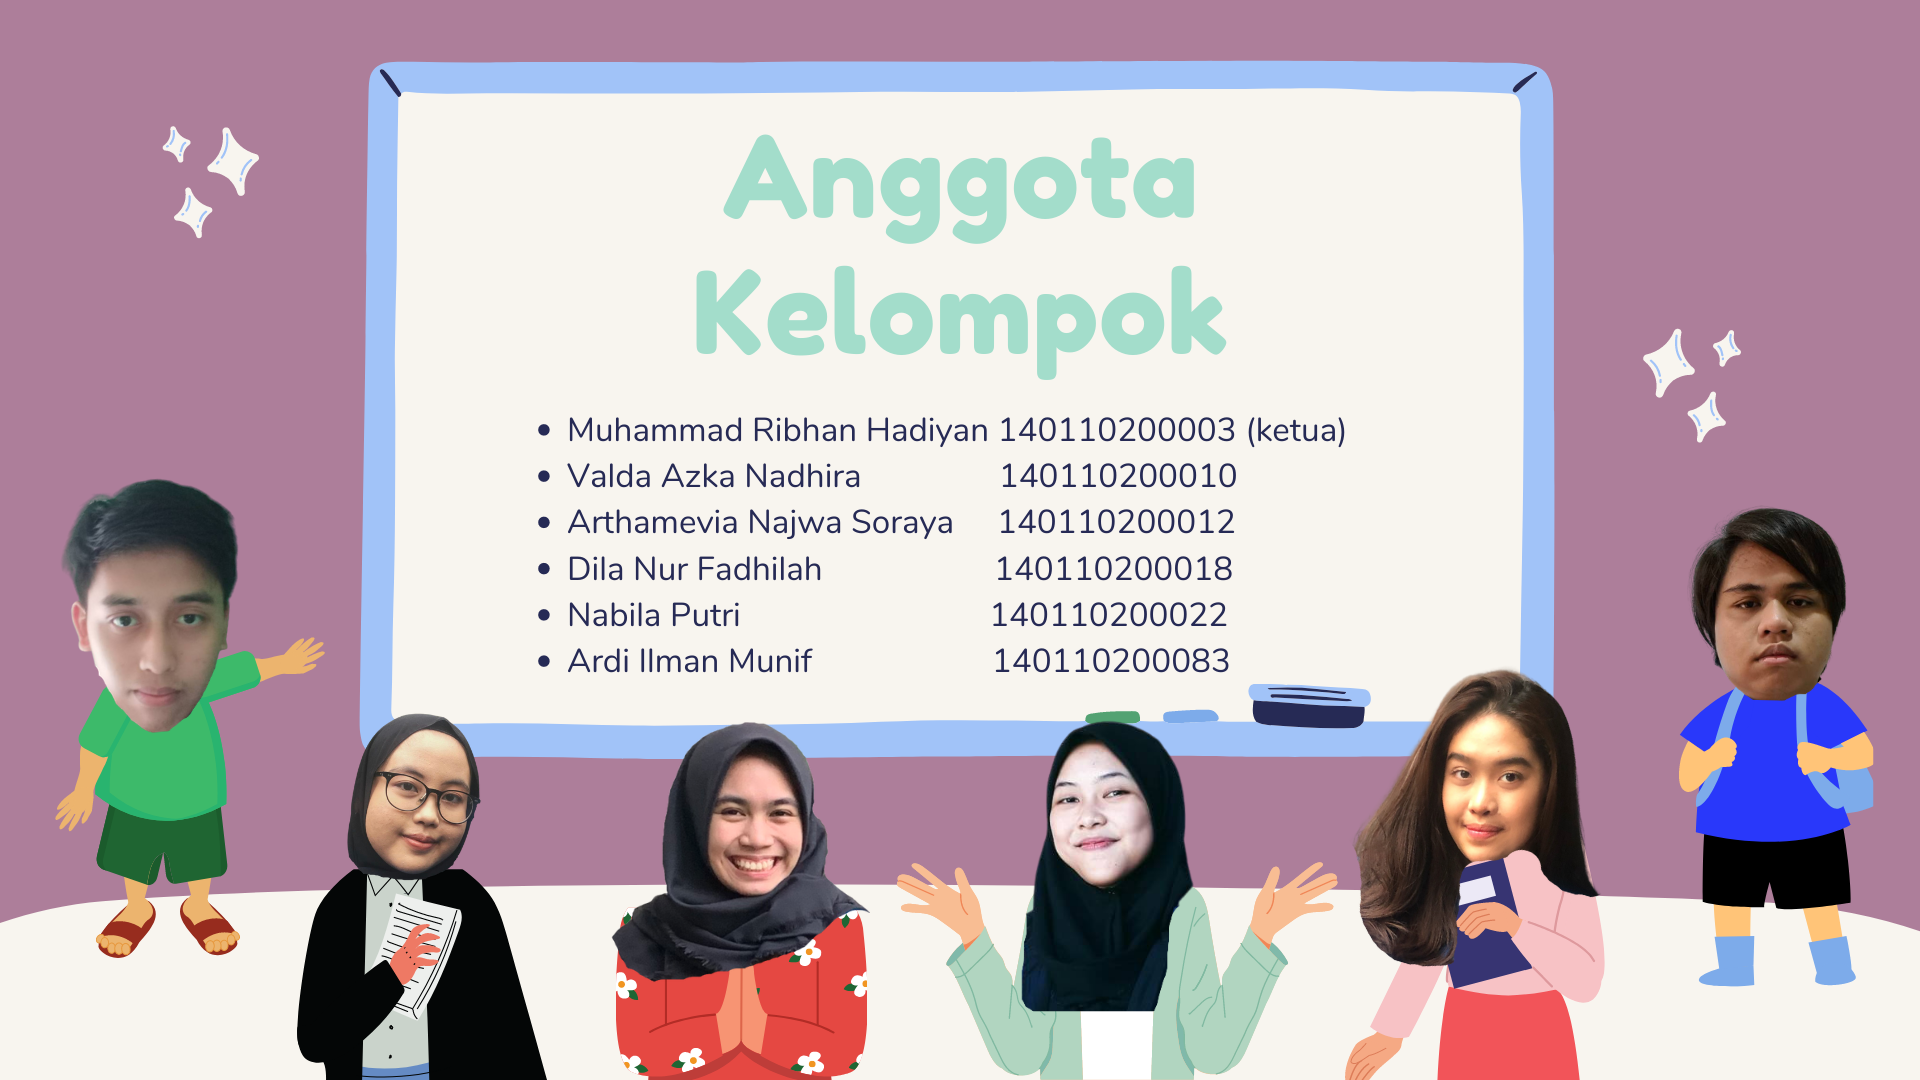 Anggota
Kelompok
• Muhammad Ribhan Hadiyan 140110200003 (ketua)
• Valda Azka Nadhira 140110200010
• Arthamevia Najwa Soraya 140110200012
• Dila Nur Fadhilah 140110200018
• Nabila Putri 140110200022
• Ardi Ilman Munif 140110200083